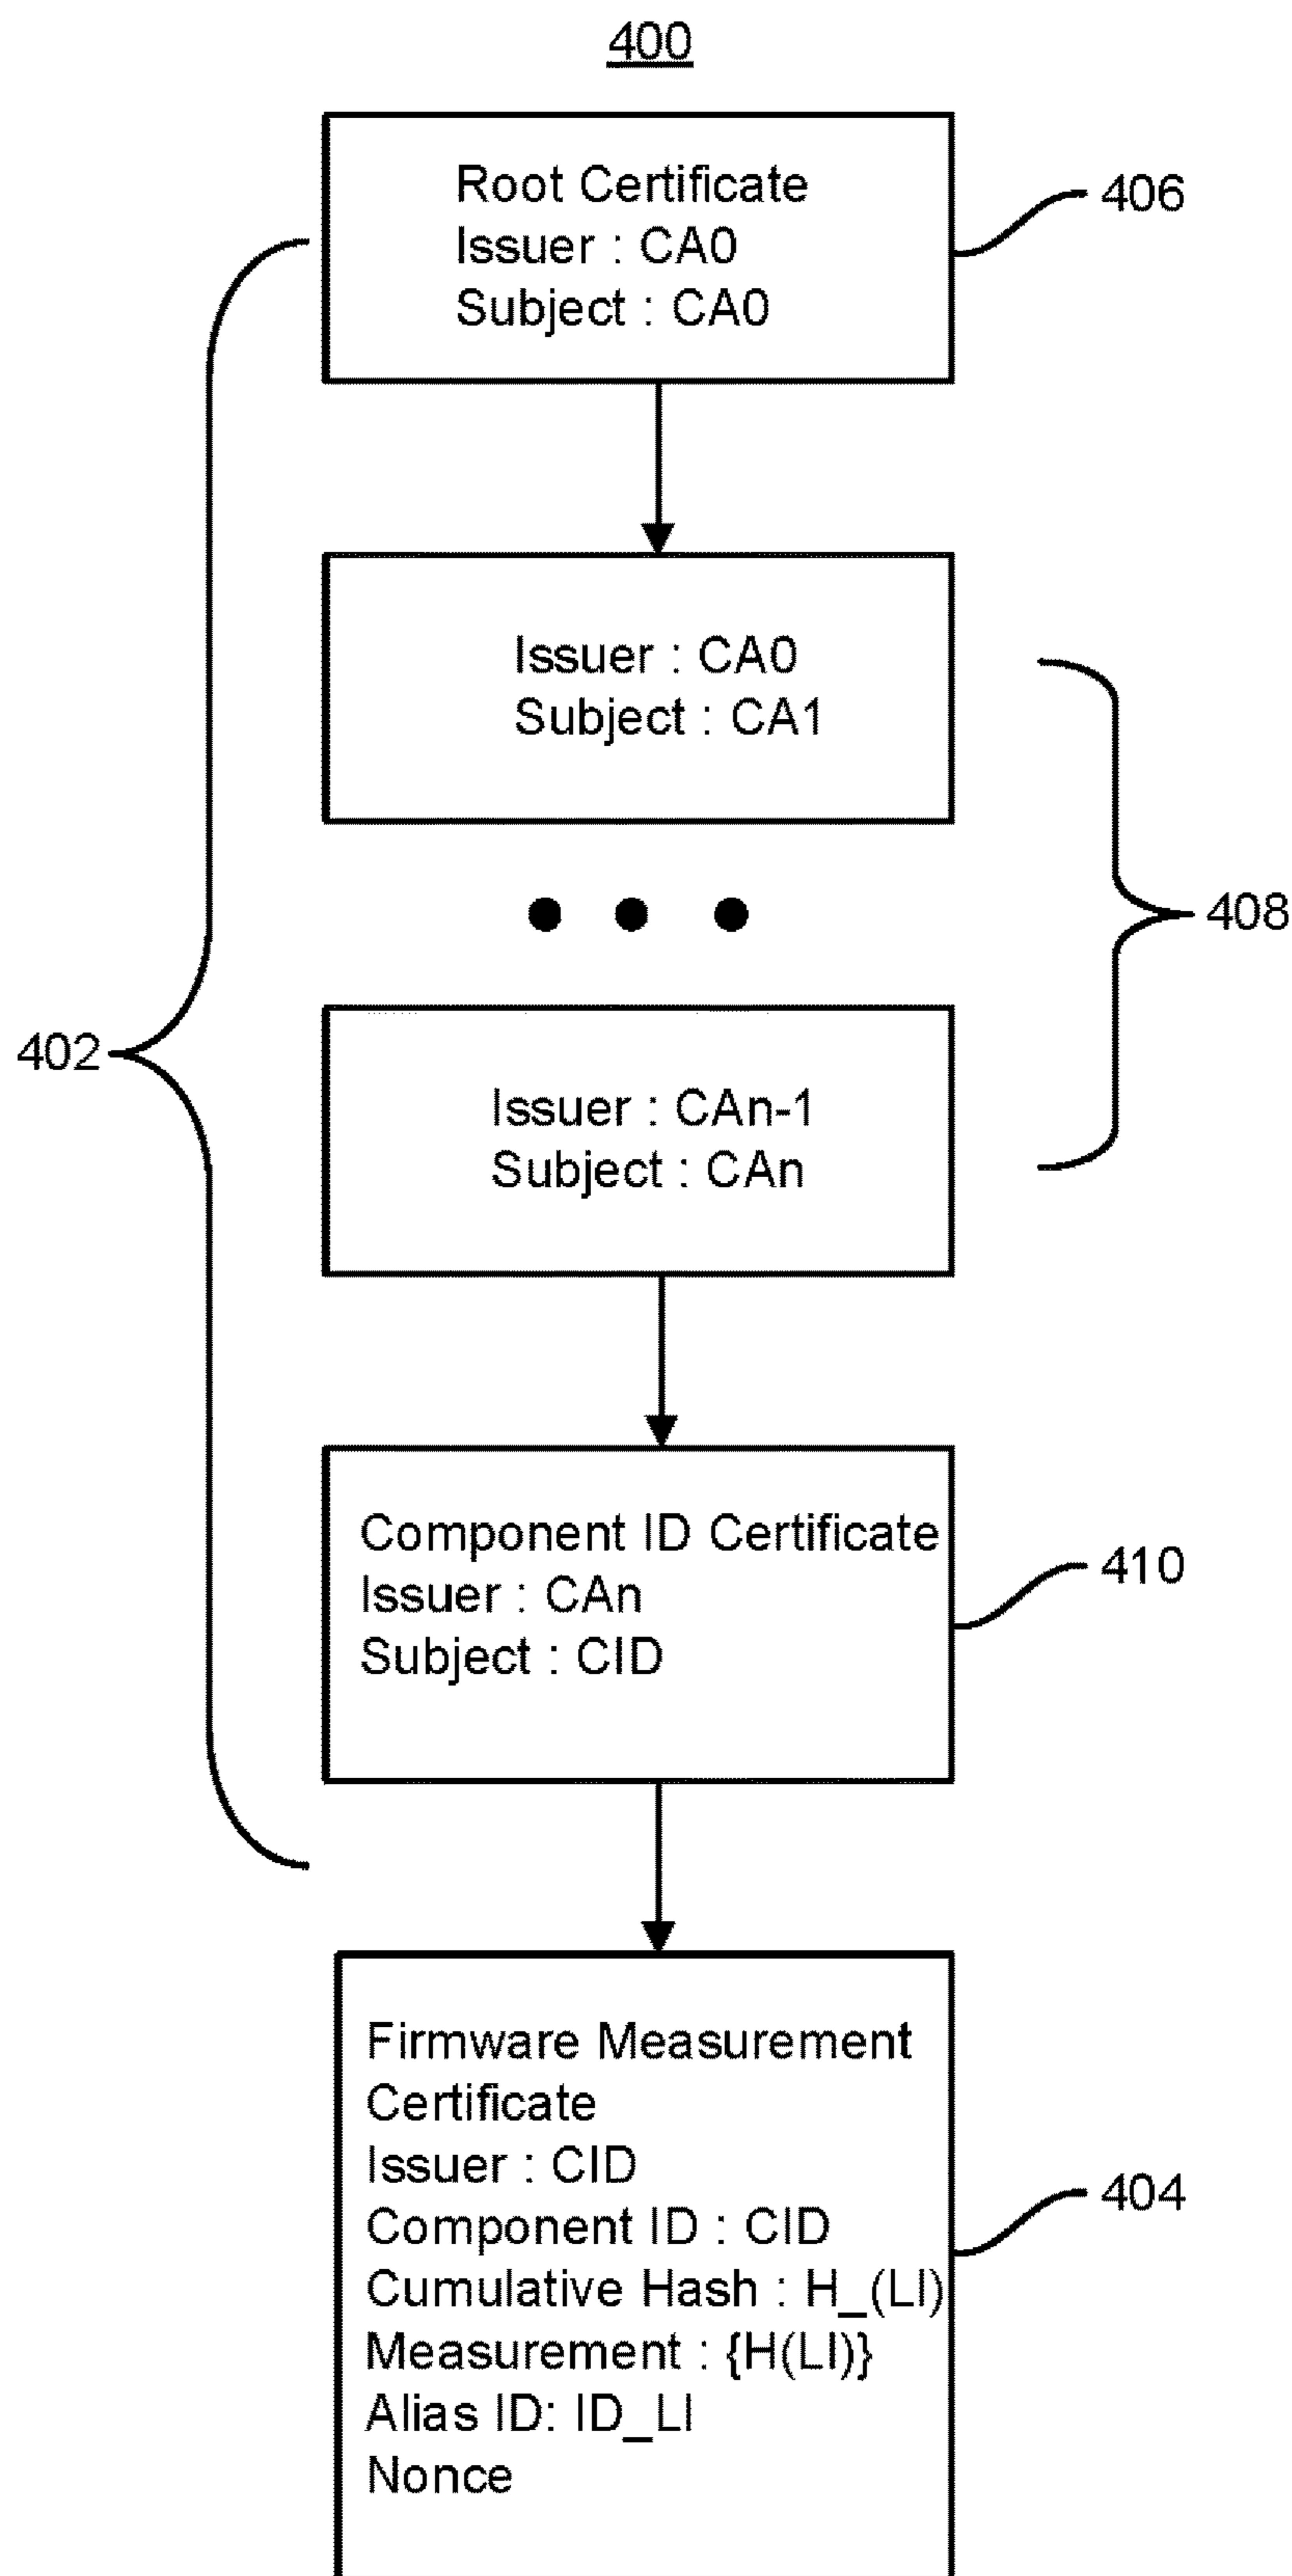 400
Root Certificate
Issuer : CA0
Subject : CA0
406
Issuer : CA0
Subject : CA1
408
402
Issuer : CAn-1
Subject : CAn
Component ID Certificate
Issuer : CAn
Subject : CID
410
Firmware Measurement
Certificate
Issuer : CID
Component ID : CID
Cumulative Hash : H_(LI)
Measurement : {H(LI)}
Alias ID: ID_LI
Nonce
404